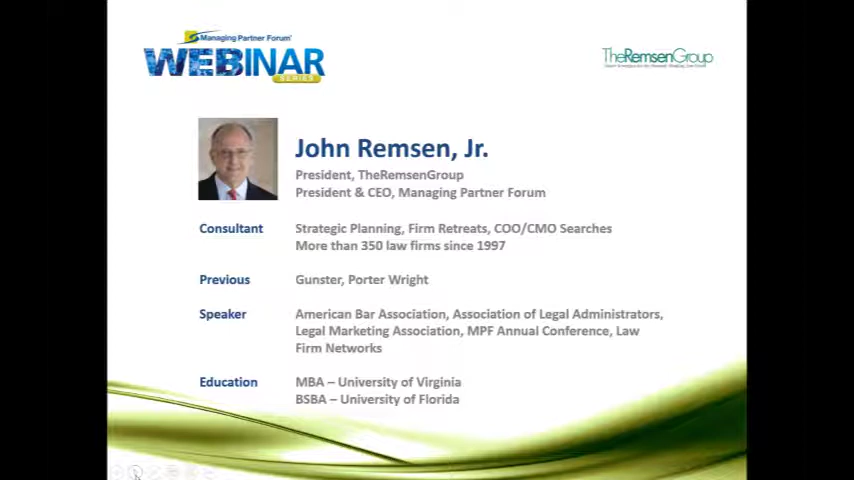 Managing Partner Forum
WEBINAR
SERIES
TheRemsenGroup
John Remsen, Jr.
President, TheRemsenGroup
President & CEO, Managing Partner Forum
Consultant
Strategic Planning, Firm Retreats, COO/CMO Searches
More than 350 law firms since 1997
Previous
Gunster, Porter Wright
Speaker
American Bar Association, Association of Legal Administrators,
Legal Marketing Association, MPF Annual Conference, Law
Firm Networks
Education
MBA – University of Virginia
BSBA – University of Florida